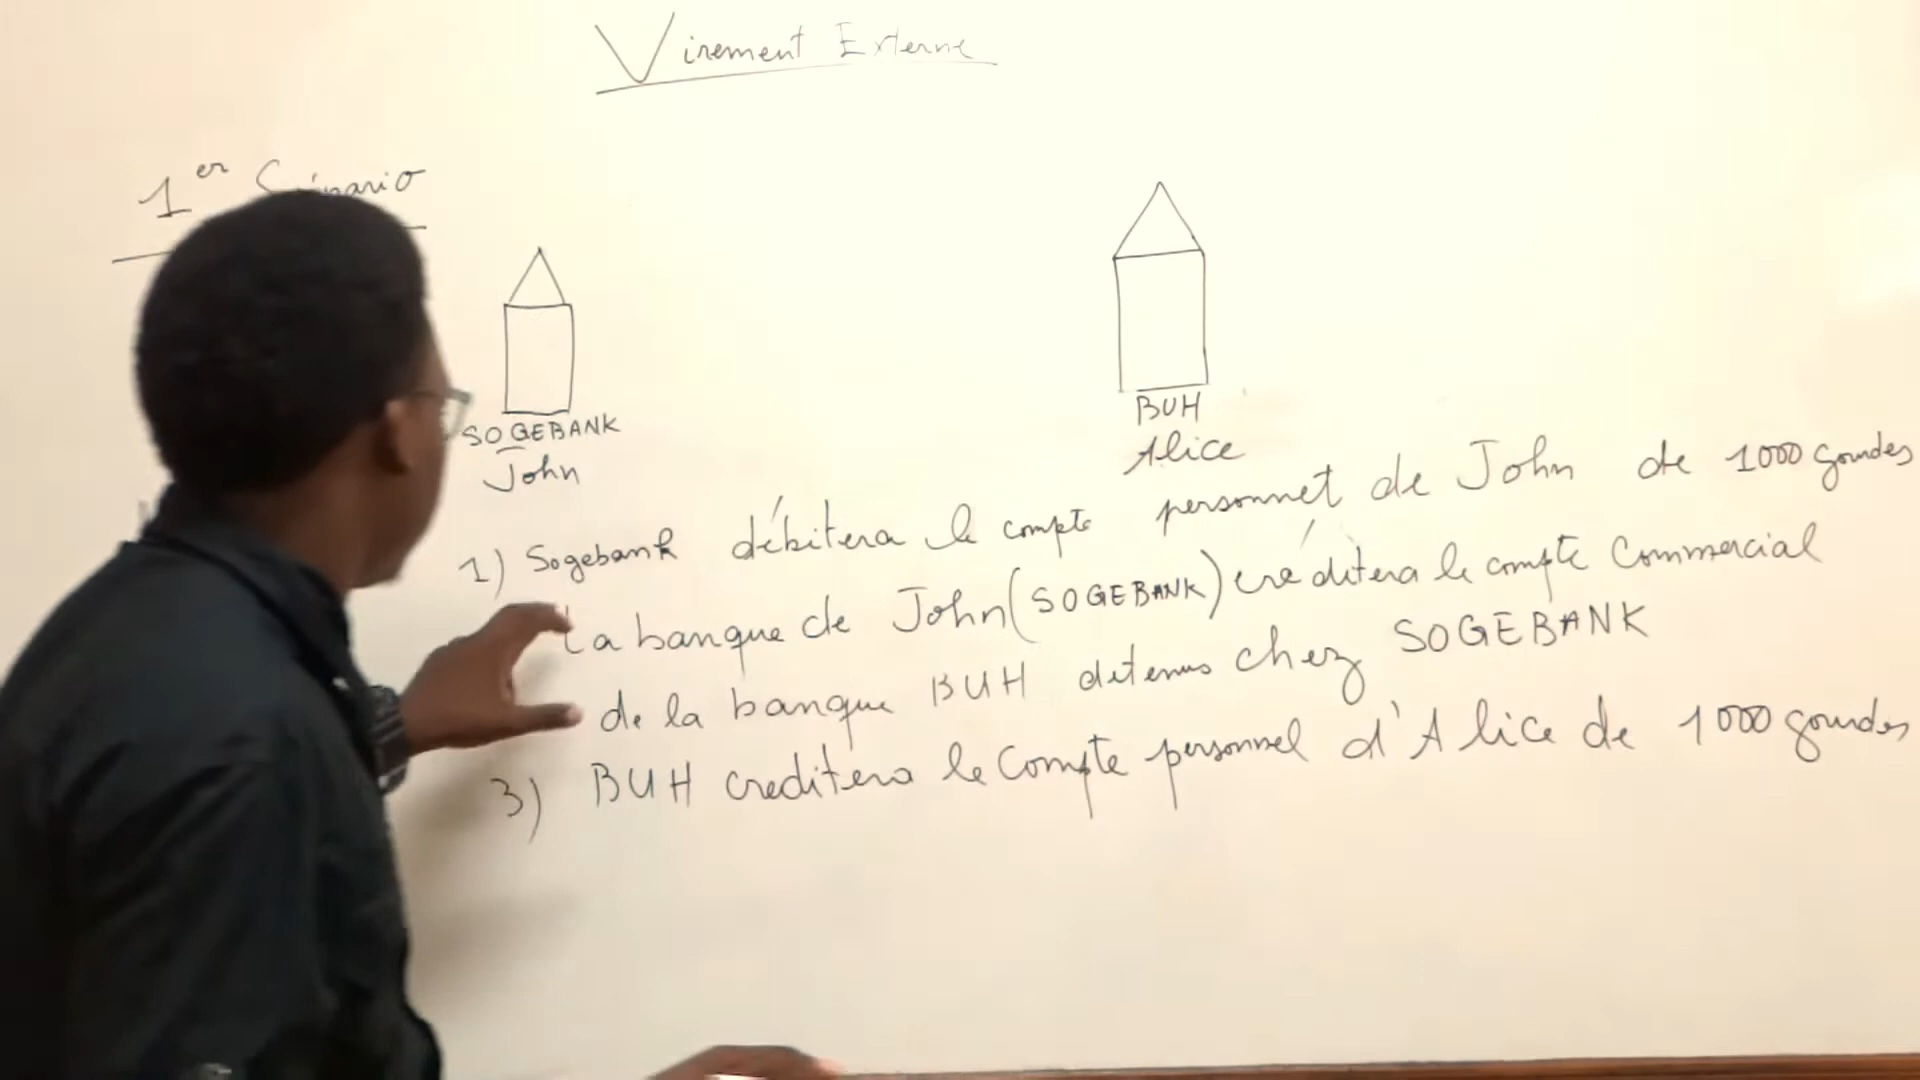 Virement Externe
1er Scénario
SOGEBANK
John
BUH
Alice
1) Sogebank débitera le compte personnel de John de 1000 gourdes
La banque de John (SOGEBANK) créditera le compte Commercial
de la banque BUH detenus chez SOGEBANK
3) BUH creditera le Compte personnel d'Alice de 1000 gourdes